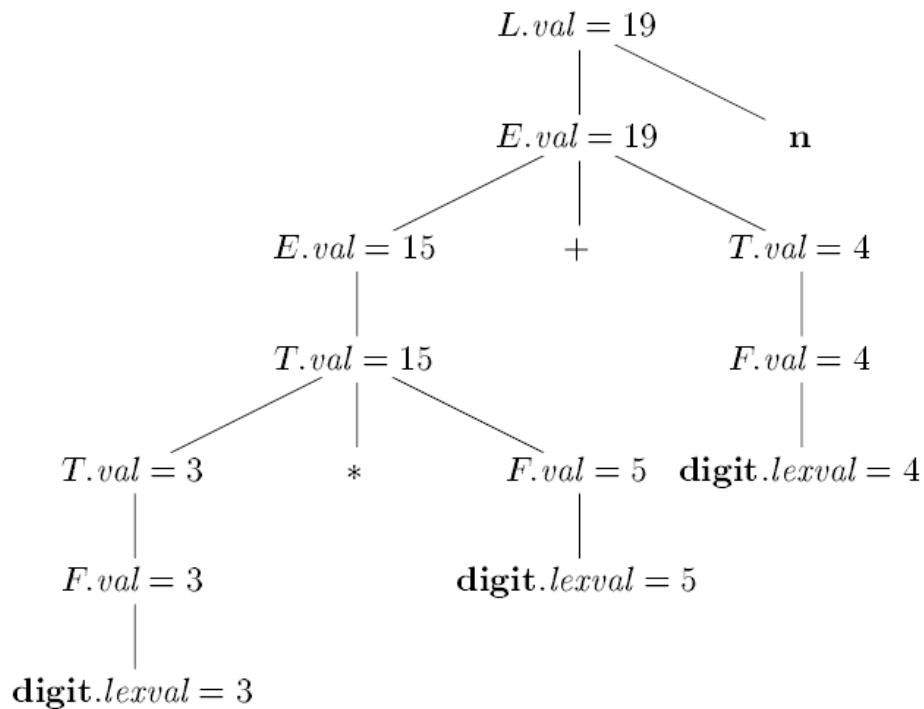 L.val = 19
E.val = 19 n
E.val = 15 + T.val = 4
T.val = 15 F.val = 4
T.val = 3 * F.val = 5 digit.lexval = 4
F.val = 3 digit.lexval = 5
digit.lexval = 3